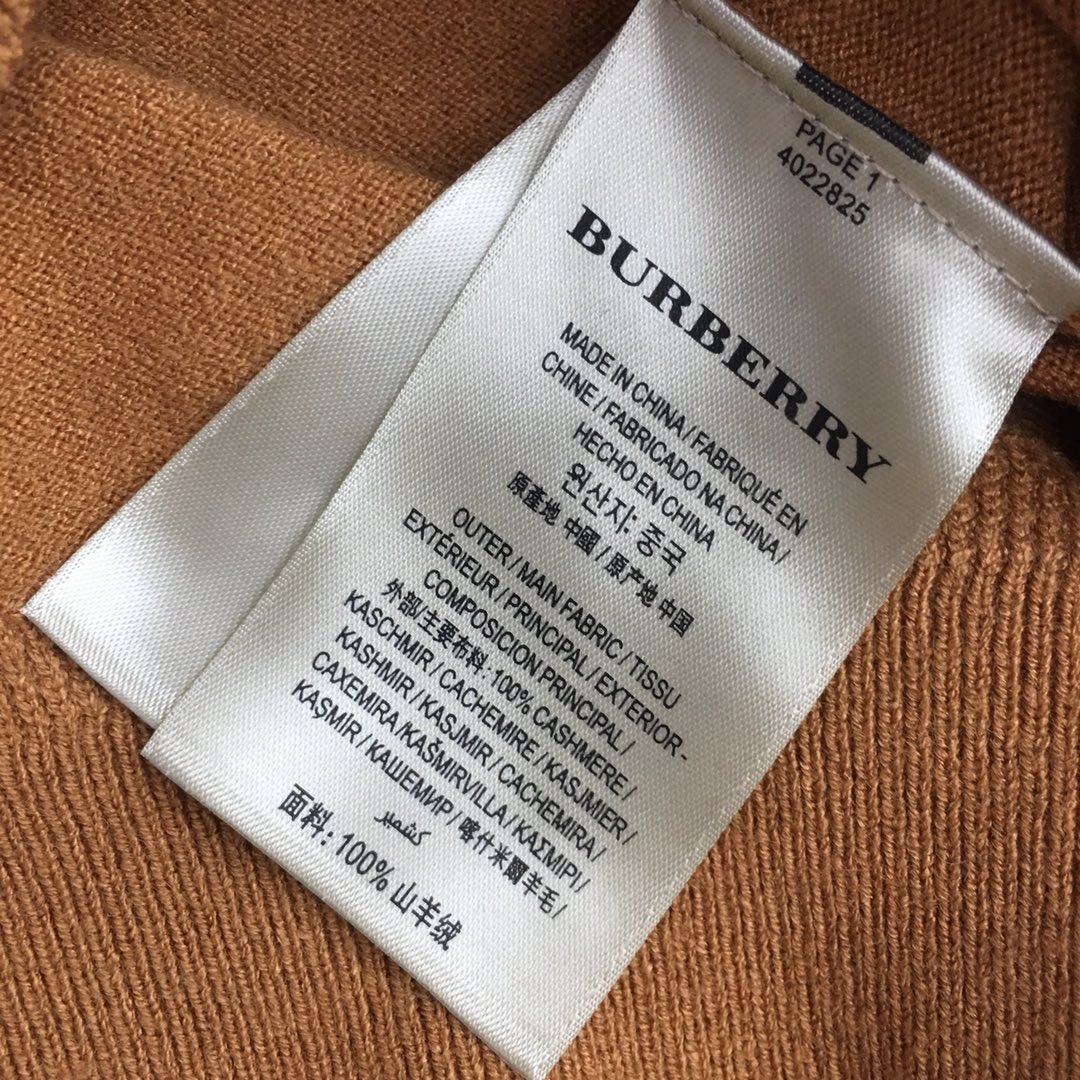 PAGE 1
4022825
BURBERRY
MADE IN CHINA / FABRIQUÉ EN
CHINE / FABRICADO NA CHINA /
HECHO EN CHINA
원산지: 중국
原產地 中國 / 原产地 中国
OUTER / MAIN FABRIC / TISSU
EXTÉRIEUR / PRINCIPAL / EXTERIOR -
COMPOSICION PRINCIPAL /
外部/主要布料: 100% CASHMERE /
KASCHMIR / CACHEMIRE / KASJMIER /
KASHMIR / KASJMIR / CACHEMIRA /
CAXEMIRA/KAŠMIRVILLA / ΚΑΣΜΙΡΙ /
KAŞMİR / КАШЕМИР / 喀什米爾羊毛 /
كشمير
面料: 100% 山羊绒